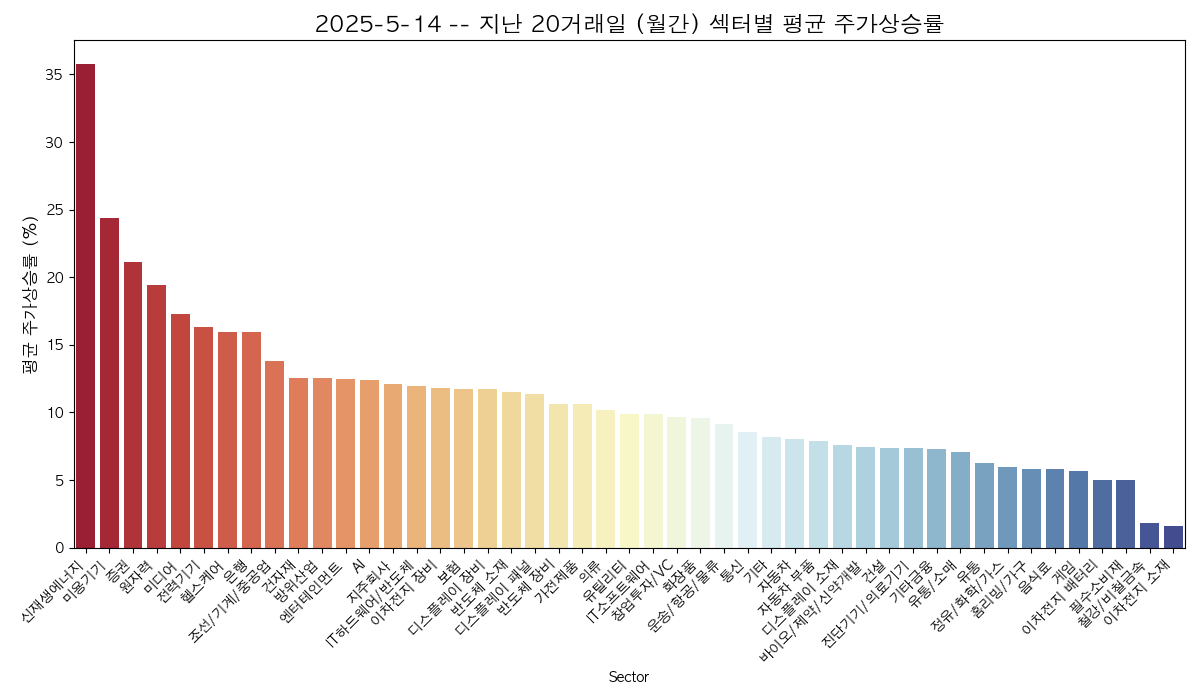 2025-5-14 -- 지난 20거래일 (월간) 섹터별 평균 주가상승률
평균 주가상승률 (%)
35
30
25
20
15
10
5
0
신재생에너지
미용기기
증권
원자력
미디어
전력기기
헬스케어
은행
조선/기계/중공업
건자재
방위산업
엔터테인먼트
AI
지주회사
IT하드웨어/반도체
이차전지 장비
보험
디스플레이 장비
반도체 소재
디스플레이 패널
반도체 장비
가전제품
의류
유틸리티
IT소프트웨어
창업투자/VC
화장품
운송/항공/물류
통신
기타
자동차
자동차 부품
디스플레이 소재
바이오/제약/신약개발
건설
진단기기/의료기기
기타금융
유통/소매
유통
정유/화학/가스
홈리빙/가구
음식료
게임
이차전지 배터리
필수소비재
철강/비철금속
이차전지 소재
Sector